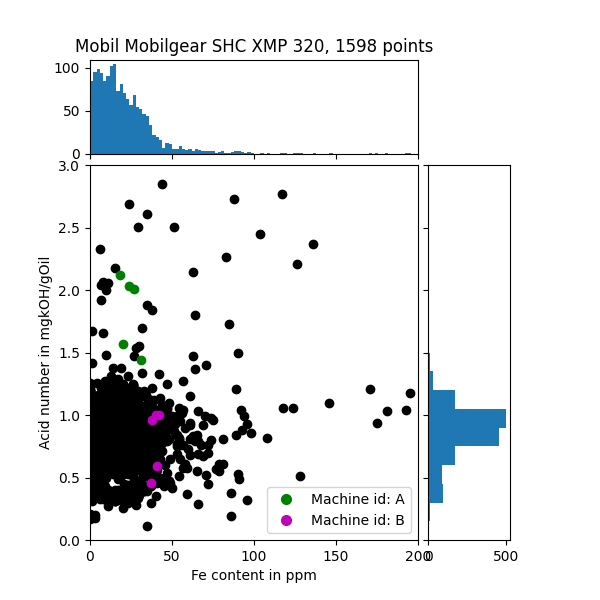 Mobil Mobilgear SHC XMP 320, 1598 points
100
50
0
3.0
2.5
2.0
1.5
1.0
0.5
0.0
Acid number in mgkOH/gOil
Machine id: A
Machine id: B
0 50 100 150 200 0 500
Fe content in ppm